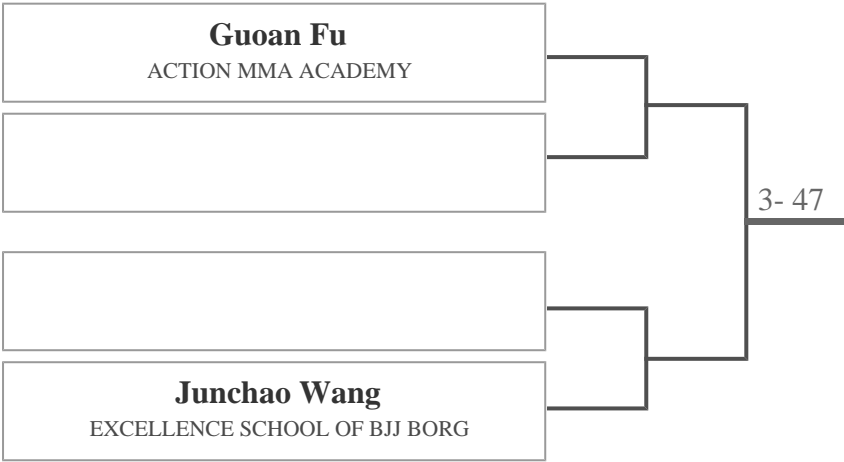 Guoan Fu
ACTION MMA ACADEMY
3- 47
Junchao Wang
EXCELLENCE SCHOOL OF BJJ BORG